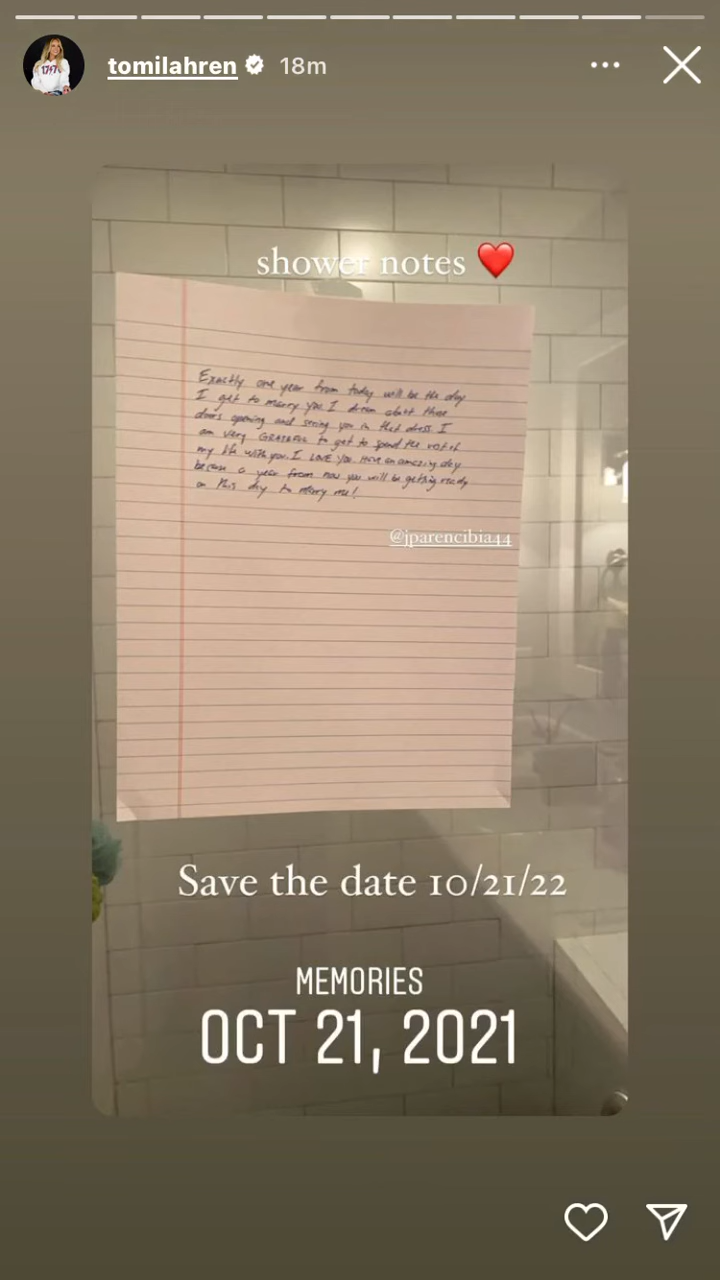 tomilahren 18m
shower notes ❤️
Exactly one year from today will be the day
I get to marry you I dream about those
doors opening and seeing you in that dress I
am very GRATEFUL to get to spend the rest of
my life with you. I LOVE YOU. Have an amazing day
because a year from now you will be getting ready
on this day to marry me!
@jparencibia44
Save the date 10/21/22
MEMORIES
OCT 21, 2021